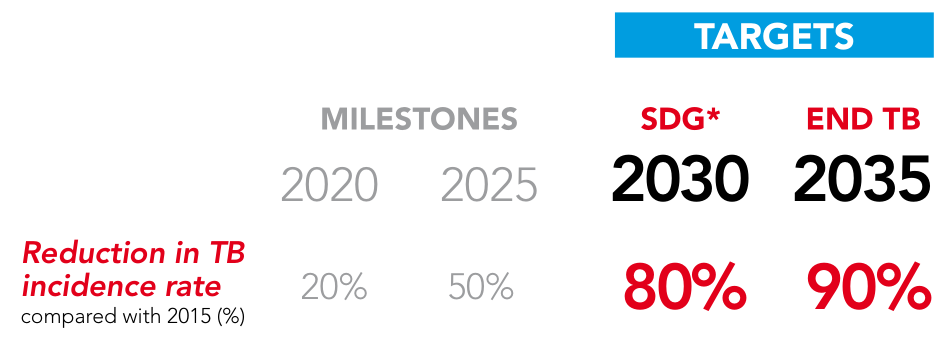 TARGETS
MILESTONES SDG* END TB
2020 2025 2030 2035
Reduction in TB
incidence rate 20% 50% 80% 90%
compared with 2015 (%)